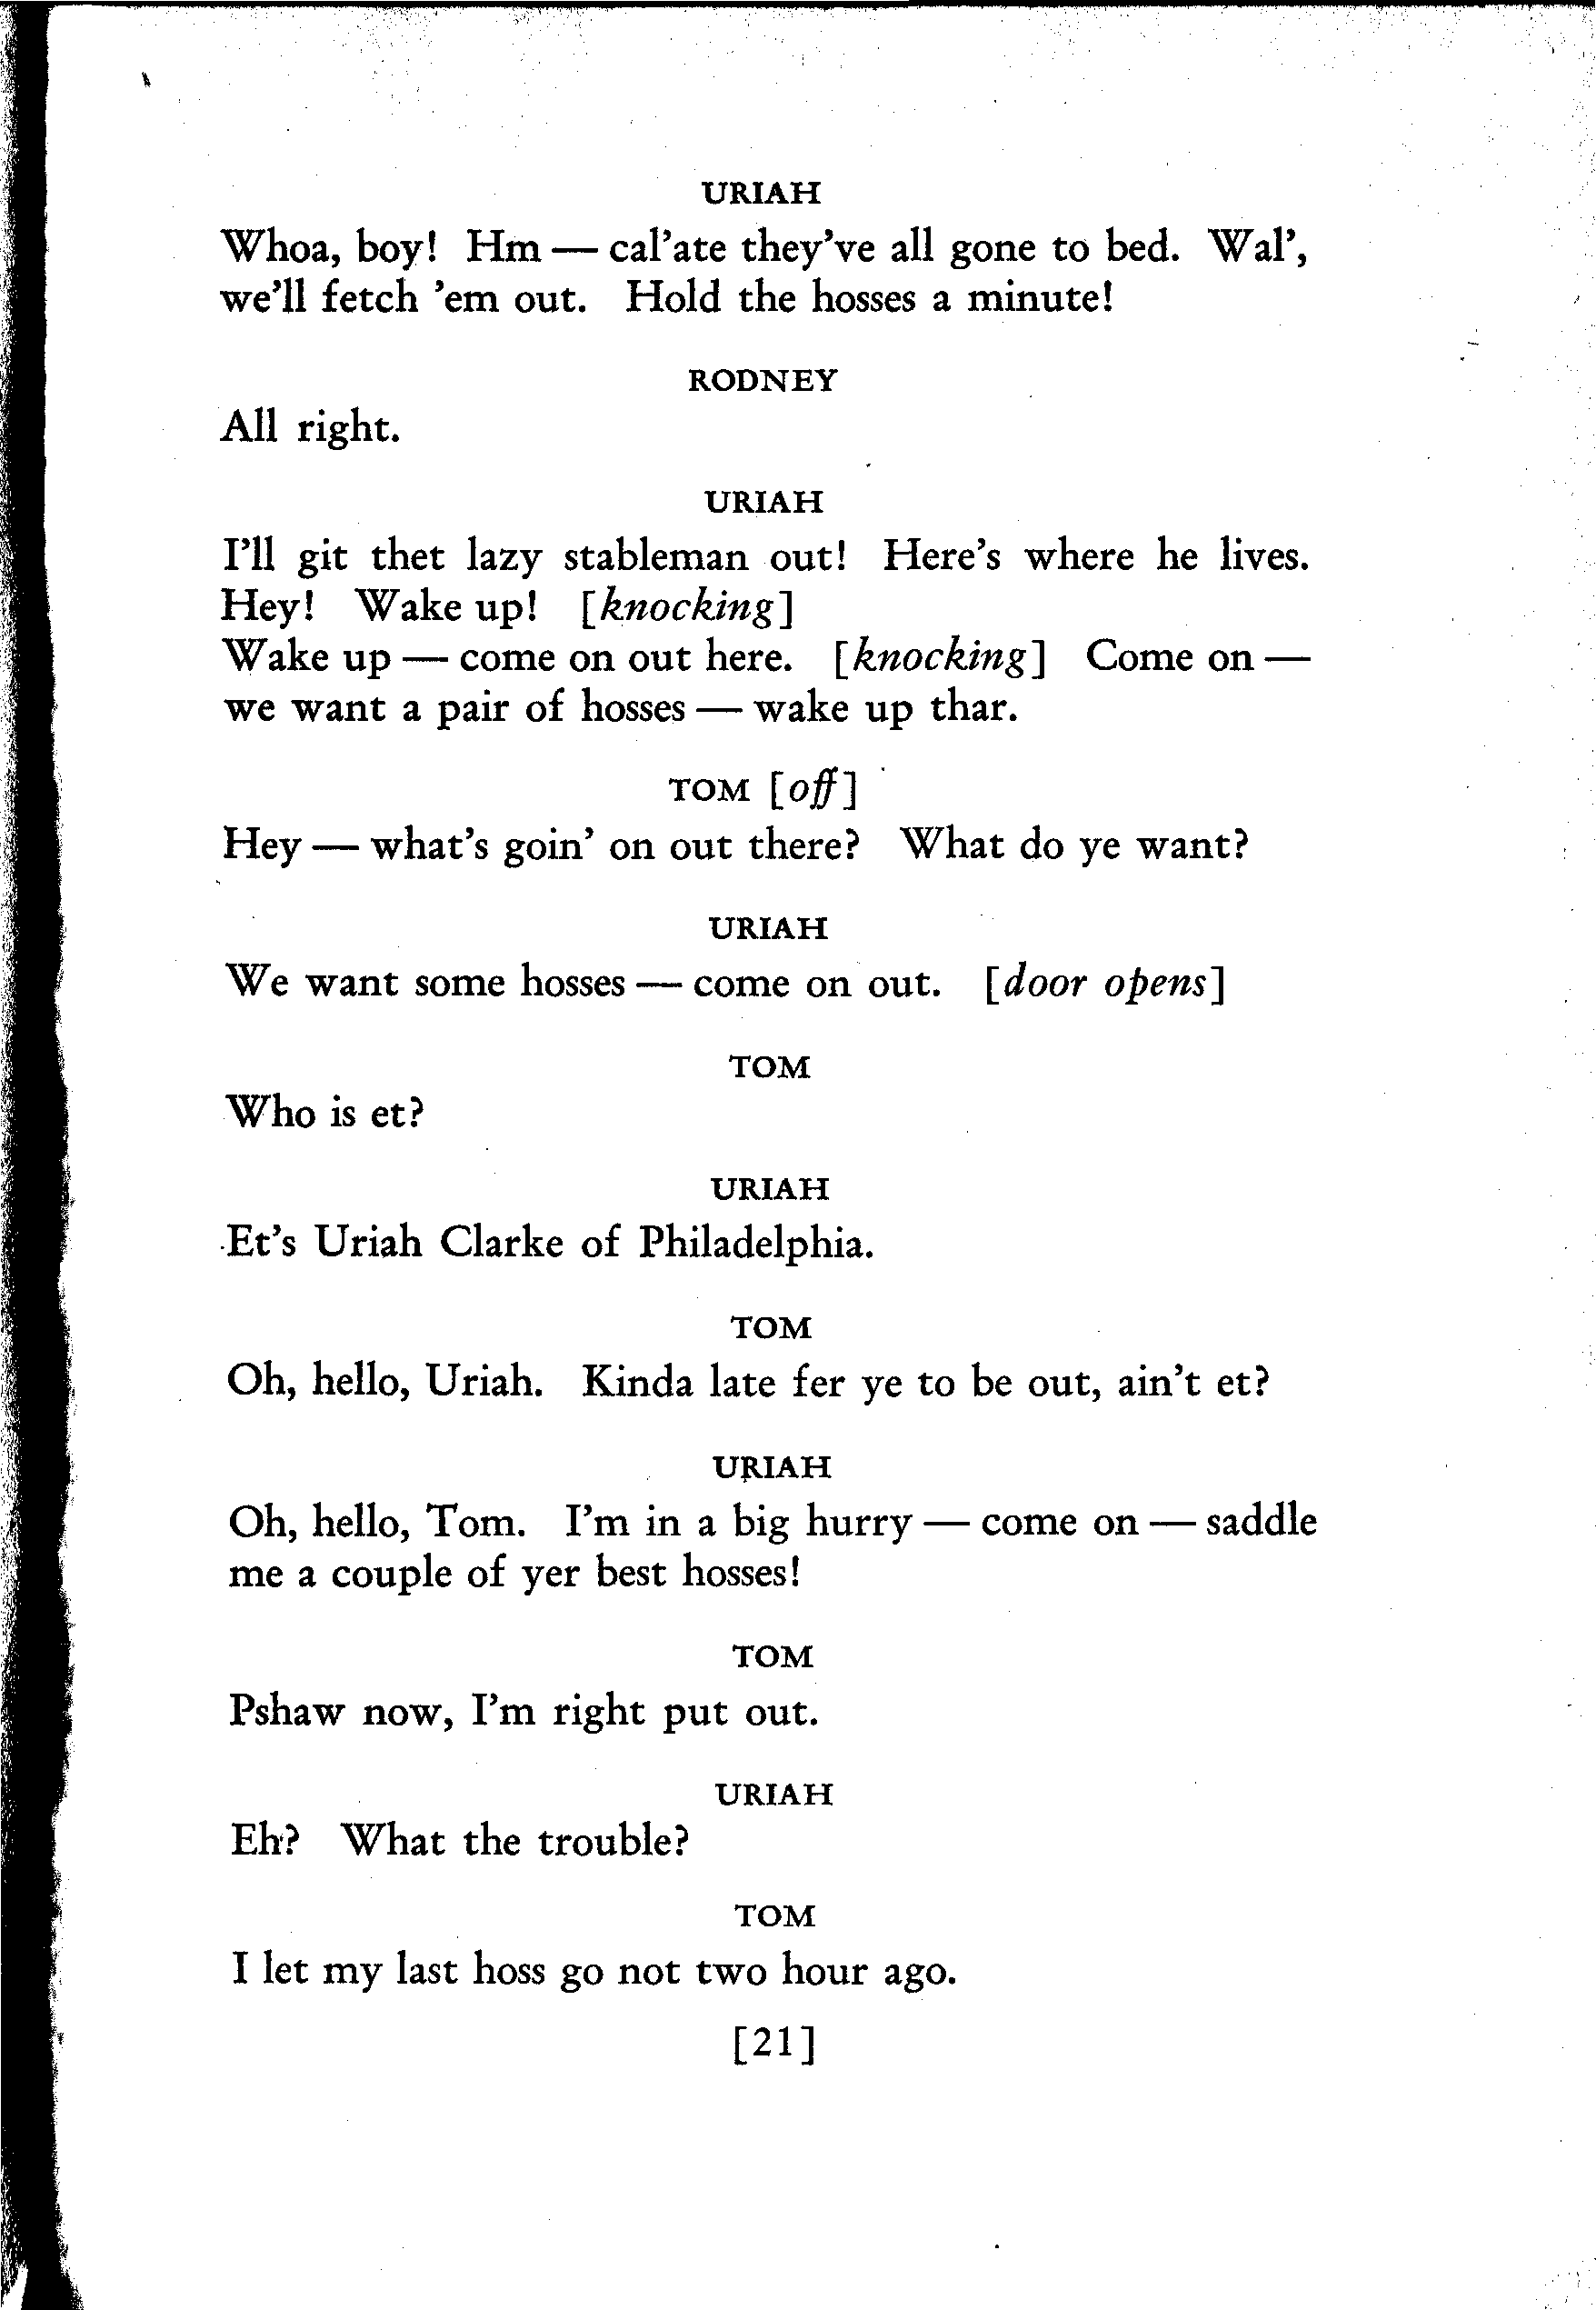 URIAH
Whoa, boy! Hm — cal'ate they've all gone to bed. Wal',
we'll fetch 'em out. Hold the hosses a minute!
RODNEY
All right.
URIAH
I'll git thet lazy stableman out! Here's where he lives.
Hey! Wake up! [knocking]
Wake up — come on out here. [knocking] Come on —
we want a pair of hosses — wake up thar.
TOM [off]
Hey — what's goin' on out there? What do ye want?
URIAH
We want some hosses — come on out. [door opens]
TOM
Who is et?
URIAH
Et's Uriah Clarke of Philadelphia.
TOM
Oh, hello, Uriah. Kinda late fer ye to be out, ain't et?
URIAH
Oh, hello, Tom. I'm in a big hurry — come on — saddle
me a couple of yer best hosses!
TOM
Pshaw now, I'm right put out.
URIAH
Eh? What the trouble?
TOM
I let my last hoss go not two hour ago.
[21]